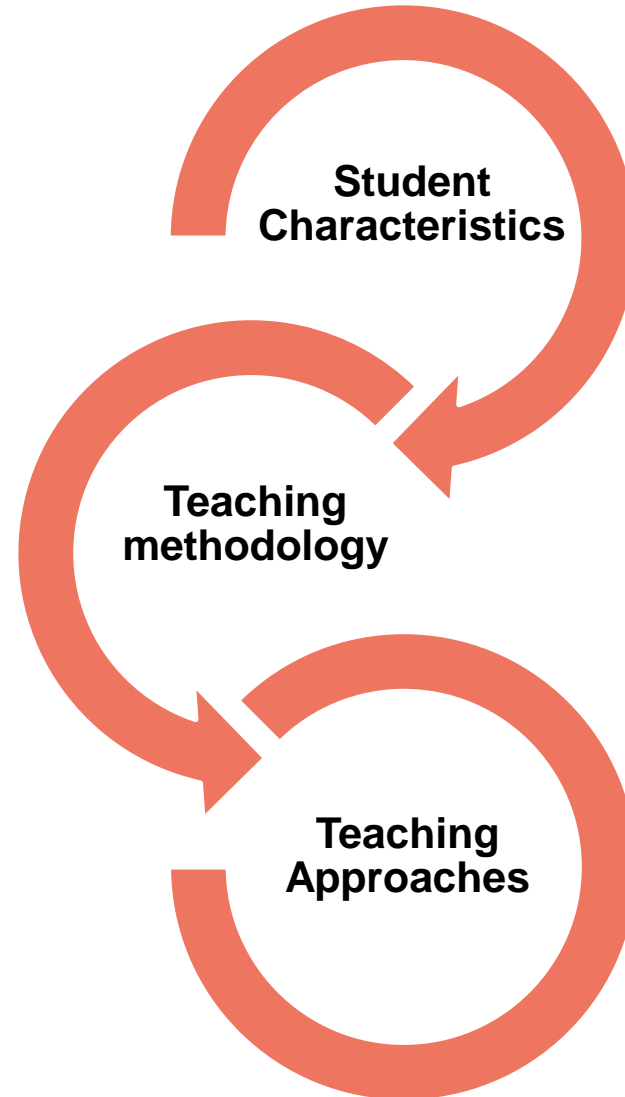 Student
Characteristics
Teaching
methodology
Teaching
Approaches